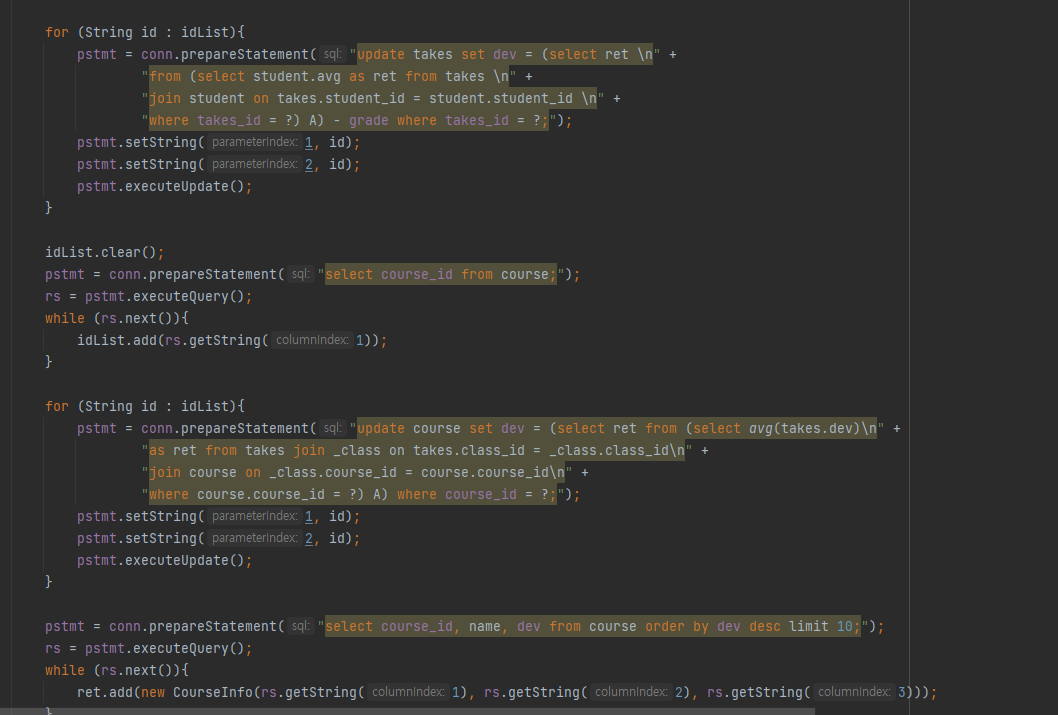 for (String id : idList){
pstmt = conn.prepareStatement( sql: "update takes set dev = (select ret \n" +
"from (select student.avg as ret from takes \n" +
"join student on takes.student_id = student.student_id \n" +
"where takes_id = ?) A) - grade where takes_id = ?;");
pstmt.setString( parameterIndex: 1, id);
pstmt.setString( parameterIndex: 2, id);
pstmt.executeUpdate();
}
idList.clear();
pstmt = conn.prepareStatement( sql: "select course_id from course;");
rs = pstmt.executeQuery();
while (rs.next()){
idList.add(rs.getString( columnIndex: 1));
}
for (String id : idList){
pstmt = conn.prepareStatement( sql: "update course set dev = (select ret from (select avg(takes.dev)\n" +
"as ret from takes join _class on takes.class_id = _class.class_id\n" +
"join course on _class.course_id = course.course_id\n" +
"where course.course_id = ?) A) where course_id = ?;");
pstmt.setString( parameterIndex: 1, id);
pstmt.setString( parameterIndex: 2, id);
pstmt.executeUpdate();
}
pstmt = conn.prepareStatement( sql: "select course_id, name, dev from course order by dev desc limit 10;");
rs = pstmt.executeQuery();
while (rs.next()){
ret.add(new CourseInfo(rs.getString( columnIndex: 1), rs.getString( columnIndex: 2), rs.getString( columnIndex: 3)));
}